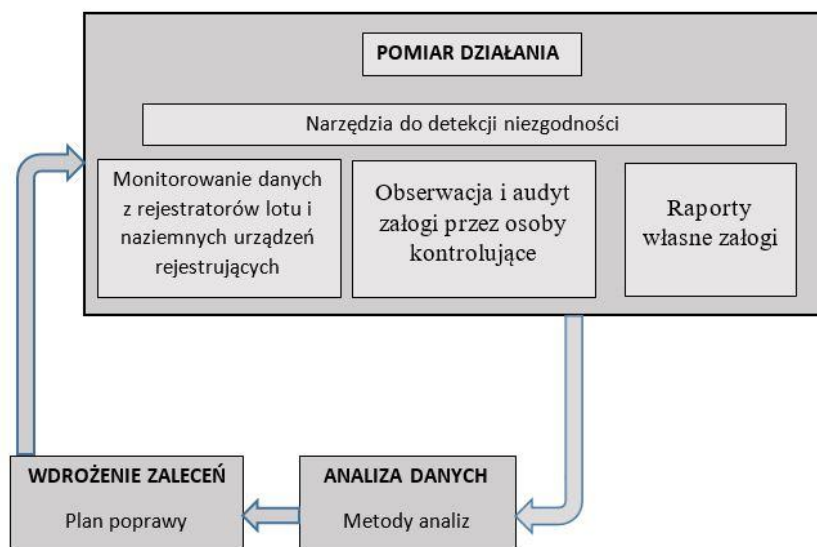 POMIAR DZIAŁANIA
Narzędzia do detekcji niezgodności
Monitorowanie danych
z rejestratorów lotu i
naziemnych urządzeń
rejestrujących
Obserwacja i audyt
załogi przez osoby
kontrolujące
Raporty
własne załogi
WDROŻENIE ZALECEŃ
Plan poprawy
ANALIZA DANYCH
Metody analiz